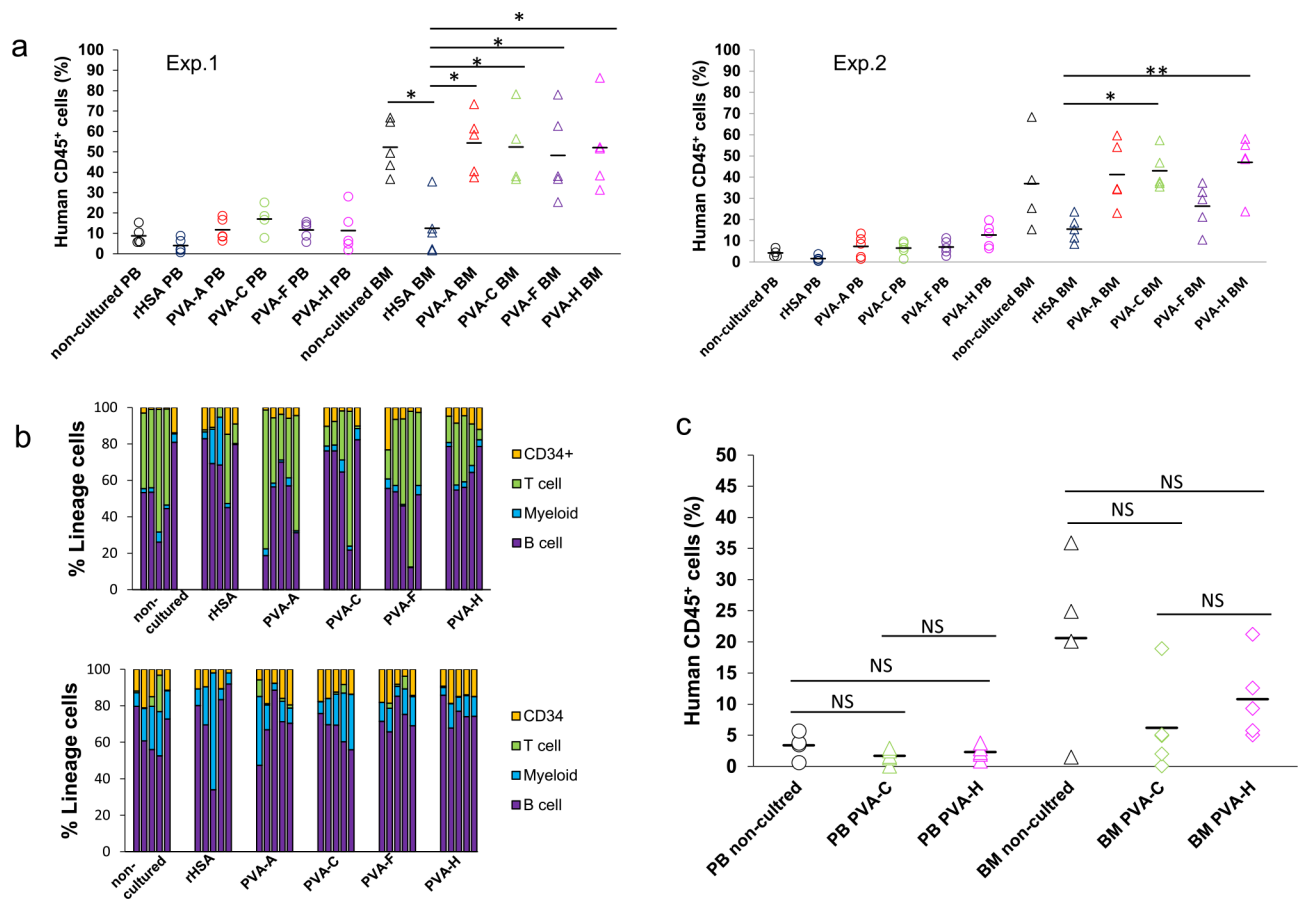 a
Exp.1
Human CD45+ cells (%)
100
90
80
70
60
50
40
30
20
10
0
*
*
*
*
*
non-cultured PB
rHSA PB
PVA-A PB
PVA-C PB
PVA-F PB
PVA-H PB
non-cultured BM
rHSA BM
PVA-A BM
PVA-C BM
PVA-F BM
PVA-H BM
Exp.2
Human CD45+ cells (%)
100
90
80
70
60
50
40
30
20
10
0
**
*
non-cultured PB
rHSA PB
PVA-A PB
PVA-C PB
PVA-F PB
PVA-H PB
non-cultured BM
rHSA BM
PVA-A BM
PVA-C BM
PVA-F BM
PVA-H BM
b
% Lineage cells
100
80
60
40
20
0
non-
cultured
rHSA
PVA-A
PVA-C
PVA-F
PVA-H
CD34+
T cell
Myeloid
B cell
% Lineage cells
100
80
60
40
20
0
non-
cultured
rHSA
PVA-A
PVA-C
PVA-F
PVA-H
CD34
T cell
Myeloid
B cell
c
Human CD45+ cells (%)
50
45
40
35
30
25
20
15
10
5
0
NS
NS
NS
NS
NS
NS
PB non-cultred
PB PVA-C
PB PVA-H
BM non-cultred
BM PVA-C
BM PVA-H